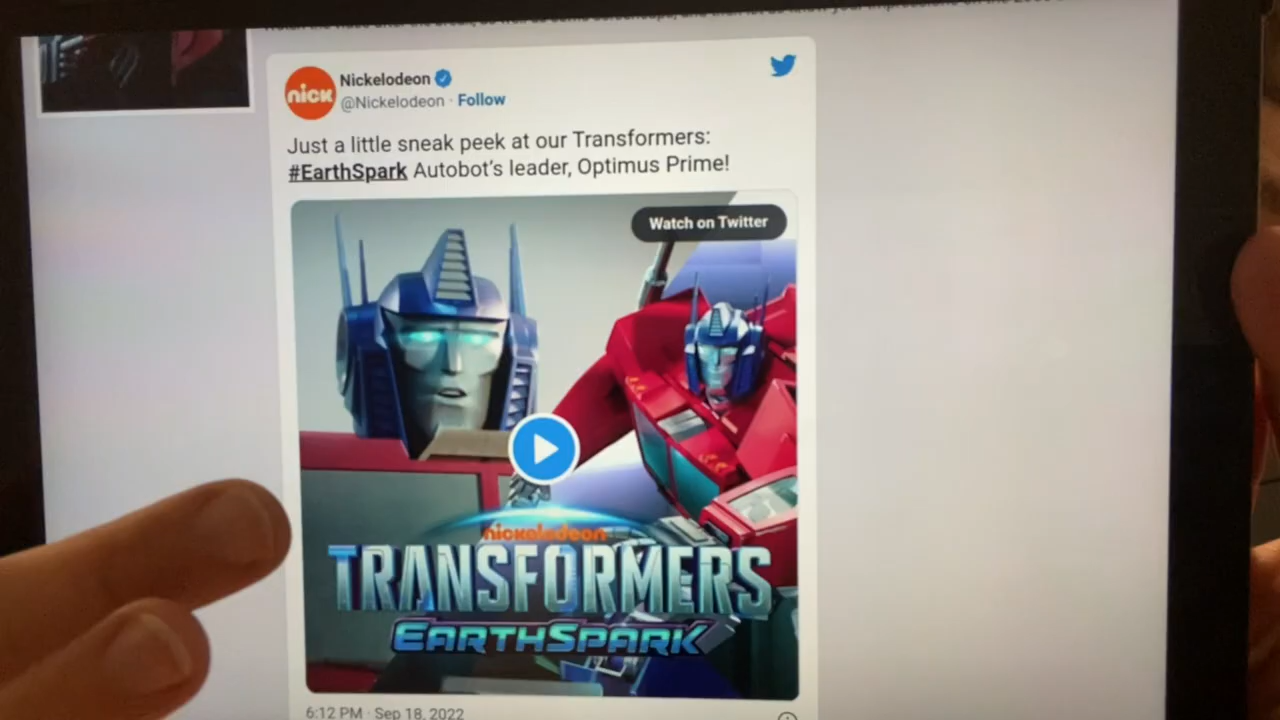 nick
Nickelodeon
@Nickelodeon · Follow
Just a little sneak peek at our Transformers:
#EarthSpark Autobot's leader, Optimus Prime!
Watch on Twitter
nickelodeon
TRANSFORMERS
EARTHSPARK
6:12 PM · Sep 18, 2022